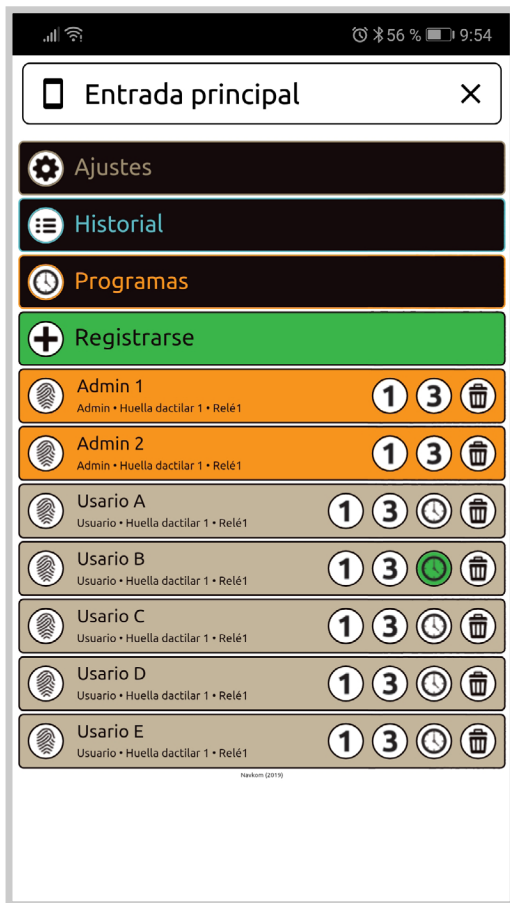 56 % 9:54
Entrada principal
Ajustes
Historial
Programas
Registrarse
Admin 1
Admin • Huella dactilar 1 • Relé1
1 3
Admin 2
Admin • Huella dactilar 1 • Relé1
1 3
Usario A
Usuario • Huella dactilar 1 • Relé1
1 3
Usario B
Usuario • Huella dactilar 1 • Relé1
1 3
Usario C
Usuario • Huella dactilar 1 • Relé1
1 3
Usario D
Usuario • Huella dactilar 1 • Relé1
1 3
Usario E
Usuario • Huella dactilar 1 • Relé1
1 3
Navkom (2019)